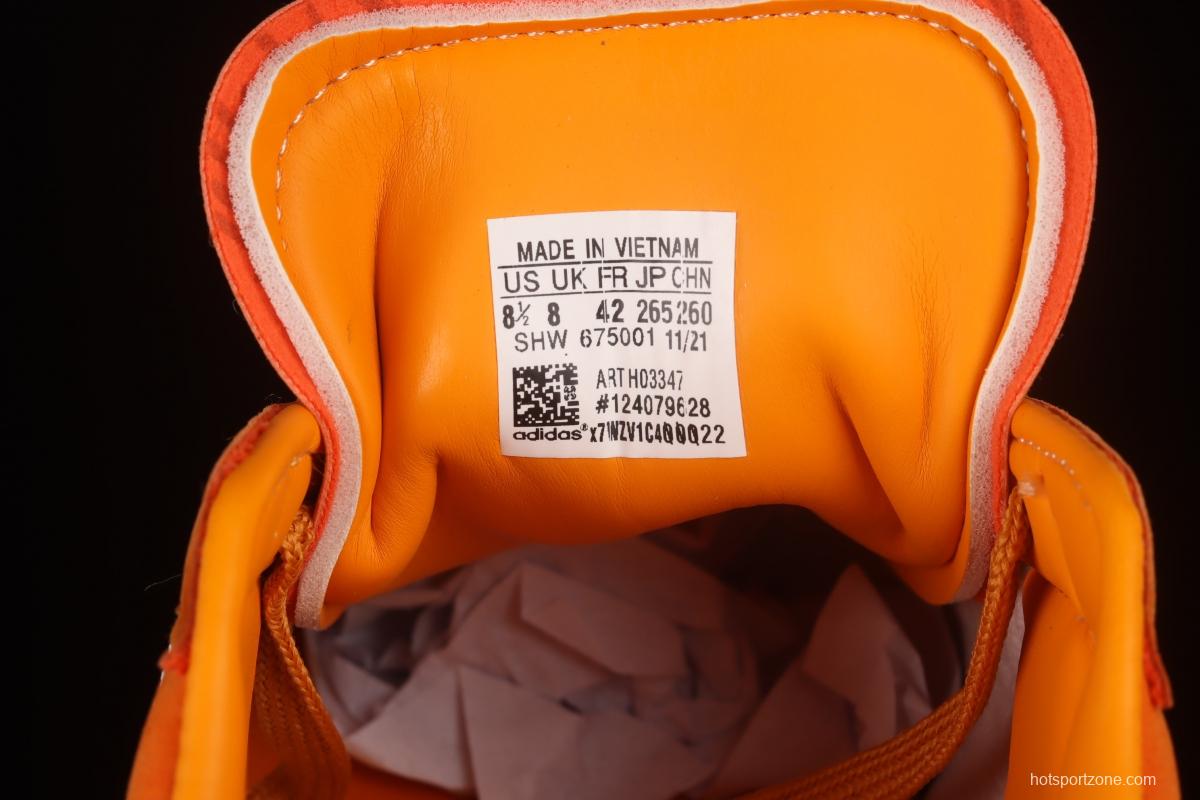 MADE IN VIETNAM
US UK FR JP CHN
8½ 8 42 265 260
SHW 675001 11/21
ART H03347
#124079628
adidas® x71WZV1C4QQQ22
hotsportzone.com